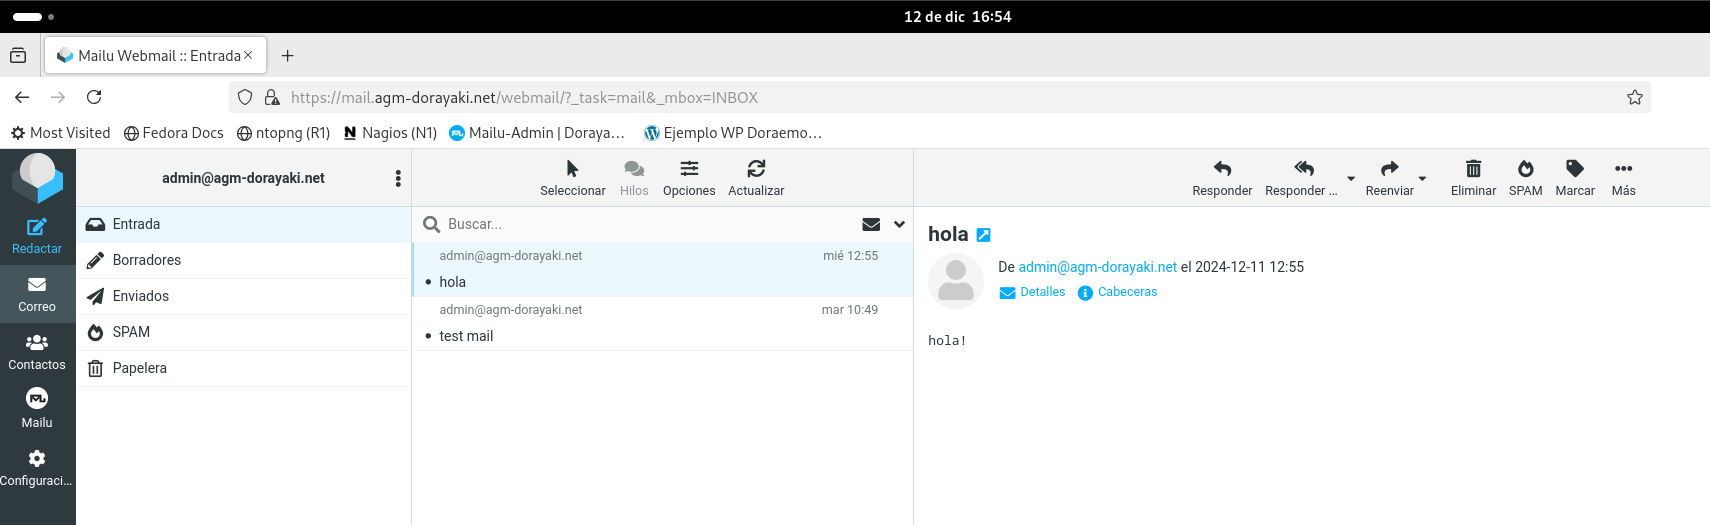 12 de dic 16:54
Mailu Webmail :: Entrada
https://mail.agm-dorayaki.net/webmail/?_task=mail&_mbox=INBOX
Most Visited Fedora Docs ntopng (R1) Nagios (N1) Mailu-Admin | Doraya… Ejemplo WP Doraemo…
Redactar
Correo
Contactos
Mailu
Configuraci...
admin@agm-dorayaki.net
Entrada
Borradores
Enviados
SPAM
Papelera
Seleccionar Hilos Opciones Actualizar
Buscar...
admin@agm-dorayaki.net mié 12:55
hola
admin@agm-dorayaki.net mar 10:49
test mail
Responder Responder ... Reenviar Eliminar SPAM Marcar Más
hola
De admin@agm-dorayaki.net el 2024-12-11 12:55
Detalles Cabeceras
hola!